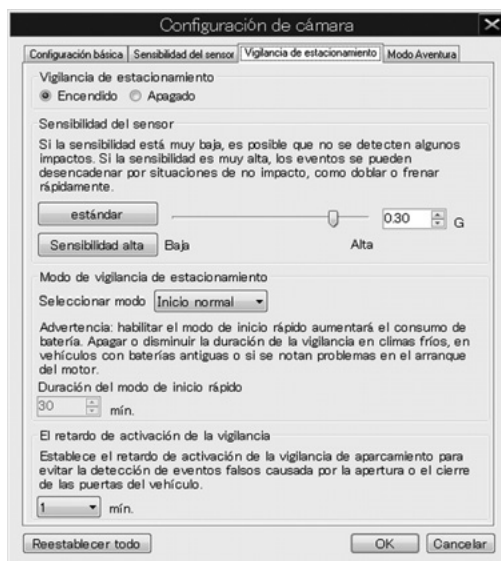 Configuración de cámara
Configuración básica Sensibilidad del sensor Vigilancia de estacionamiento Modo Aventura
Vigilancia de estacionamiento
Encendido Apagado
Sensibilidad del sensor
Si la sensibilidad está muy baja, es posible que no se detecten algunos
impactos. Si la sensibilidad es muy alta, los eventos se pueden
desencadenar por situaciones de no impacto, como doblar o frenar
rápidamente.
estándar 0.30 G
Sensibilidad alta Baja Alta
Modo de vigilancia de estacionamiento
Seleccionar modo Inicio normal
Advertencia: habilitar el modo de inicio rápido aumentará el consumo de
batería. Apagar o disminuir la duración de la vigilancia en climas fríos, en
vehículos con baterías antiguas o si se notan problemas en el arranque
del motor.
Duración del modo de inicio rápido
30 mín.
El retardo de activación de la vigilancia
Establece el retardo de activación de la vigilancia de aparcamiento para
evitar la detección de eventos falsos causada por la apertura o el cierre
de las puertas del vehículo.
1 mín.
Reestablecer todo OK Cancelar